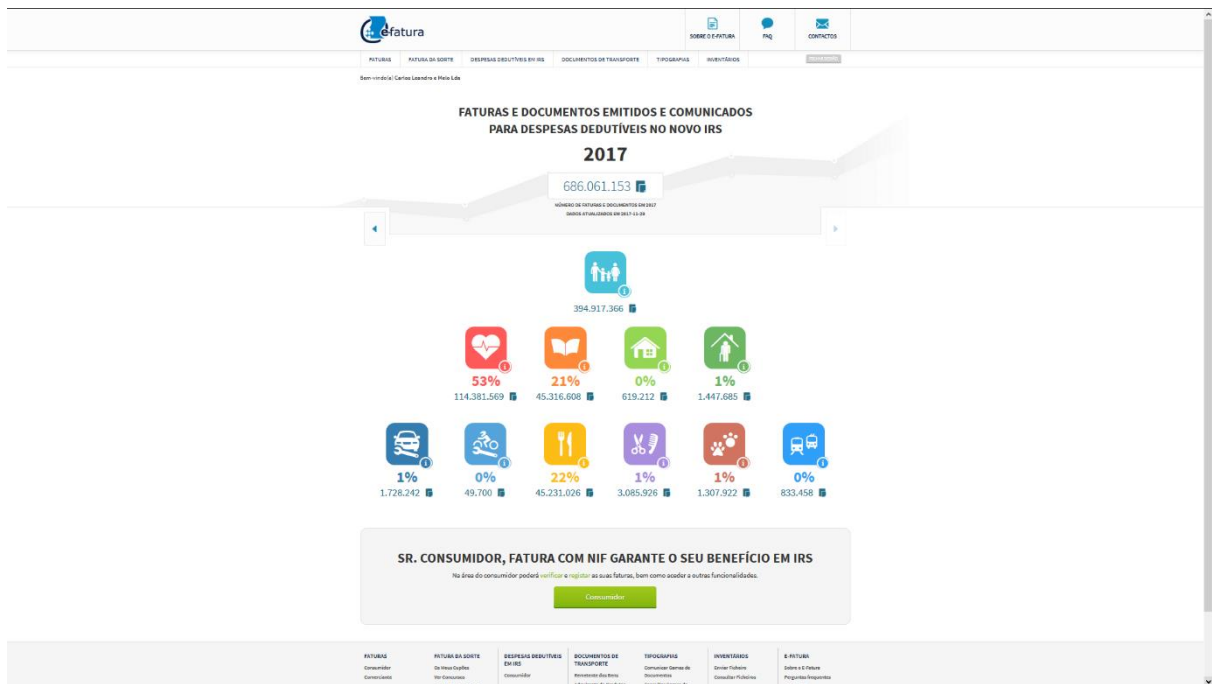 e-fatura
SOBRE O E-FATURA
FAQ
CONTACTOS
FATURAS
FATURA DA SORTE
DESPESAS DEDUTÍVEIS EM IRS
DOCUMENTOS DE TRANSPORTE
TIPOGRAFIAS
INVENTÁRIOS
Bem-vindo(a) Carlos Leandro e Melo Lda
FATURAS E DOCUMENTOS EMITIDOS E COMUNICADOS
PARA DESPESAS DEDUTÍVEIS NO NOVO IRS
2017
686.061.153
NÚMERO DE FATURAS E DOCUMENTOS EM 2017
DADOS ATUALIZADOS EM 2017-11-26
394.917.366
53% 21% 0% 1%
114.381.569 45.316.608 619.212 1.447.685
1% 0% 22% 1% 1% 0%
1.728.242 49.700 45.231.026 3.085.926 1.307.922 833.458
SR. CONSUMIDOR, FATURA COM NIF GARANTE O SEU BENEFÍCIO EM IRS
Na área do consumidor poderá verificar e registar as suas faturas, bem como aceder a outras funcionalidades.
Consumidor
FATURAS
Consumidor
Comerciante
FATURA DA SORTE
Os Meus Cupões
Ver Concursos
DESPESAS DEDUTÍVEIS
EM IRS
Consumidor
DOCUMENTOS DE
TRANSPORTE
Remetente dos Bens
TIPOGRAFIAS
Comunicar Gamas de
Documentos
INVENTÁRIOS
Enviar Ficheiro
Consultar Ficheiros
E-FATURA
Sobre o E-Fatura
Perguntas frequentes